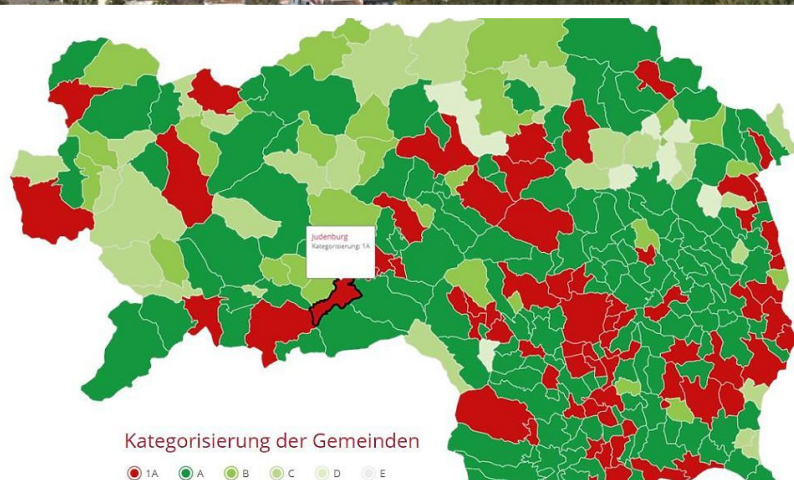 Judenburg
Kategorisierung: 1A
Kategorisierung der Gemeinden
1A A B C D E